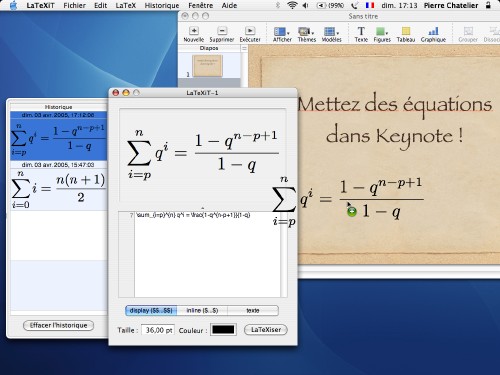 LaTeXiT Fichier Edit LaTeX Historique Fenêtre Aide (99%) dim. 17:13 Pierre Chatelier
Sans titre
Nouvelle Supprimer Exécuter Afficher Thèmes Modèles Texte Figures Tableau Graphique
Diapos
1
Mettez des équations
dans Keynote !
\sum_{i=p}^{n} q^i = \frac{1-q^{n-p+1}}{1-q}
Historique
dim. 03 avr. 2005, 17:12:08
\sum_{i=p}^{n} q^i = \frac{1-q^{n-p+1}}{1-q}
dim. 03 avr. 2005, 15:47:03
\sum_{i=0}^{n} i = \frac{n(n+1)}{2}
Effacer l'historique
LaTeXiT-1
\sum_{i=p}^{n} q^i = \frac{1-q^{n-p+1}}{1-q}
\sum_{i=p}^{n} q^i = \frac{1-q^{n-p+1}}{1-q}
display ($$...$$) inline ($...$) texte
Taille : 36,00 pt Couleur : LaTeXiser